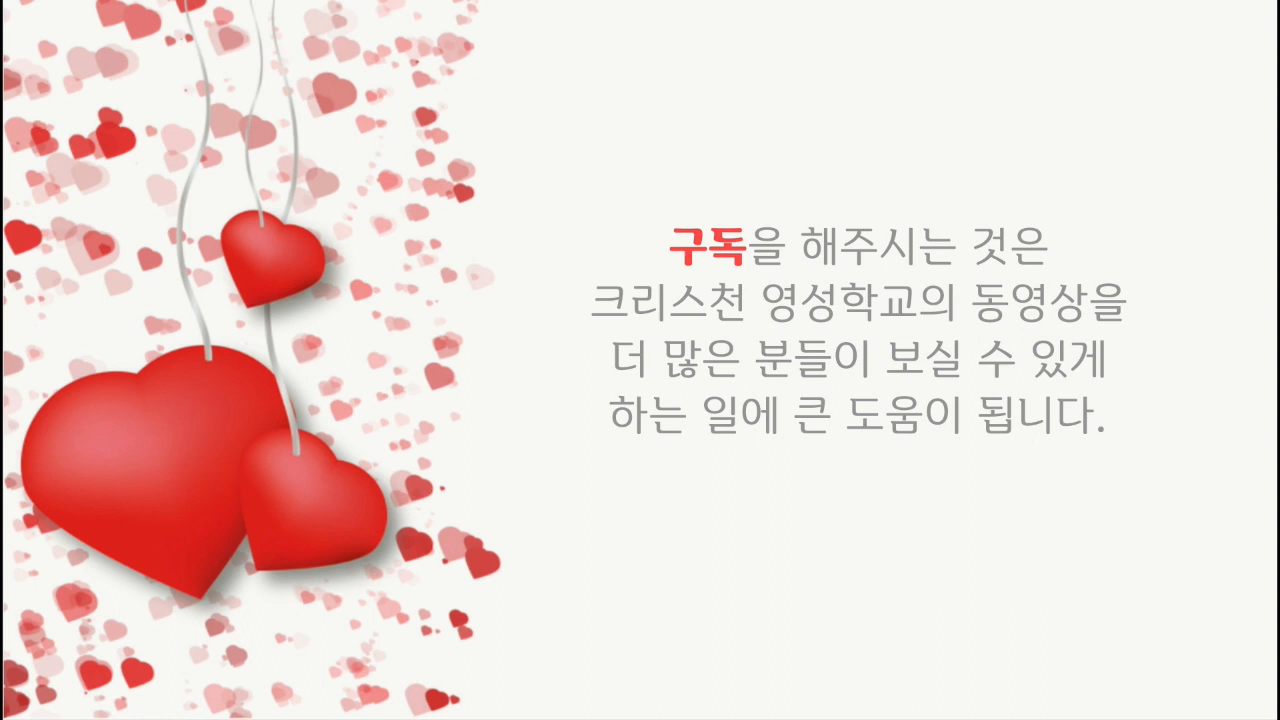 구독을 해주시는 것은
크리스천 영성학교의 동영상을
더 많은 분들이 보실 수 있게
하는 일에 큰 도움이 됩니다.